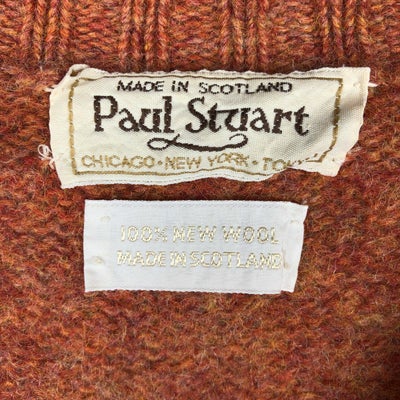 MADE IN SCOTLAND
Paul Stuart
CHICAGO · NEW YORK ·
100% NEW WOOL
MADE IN SCOTLAND